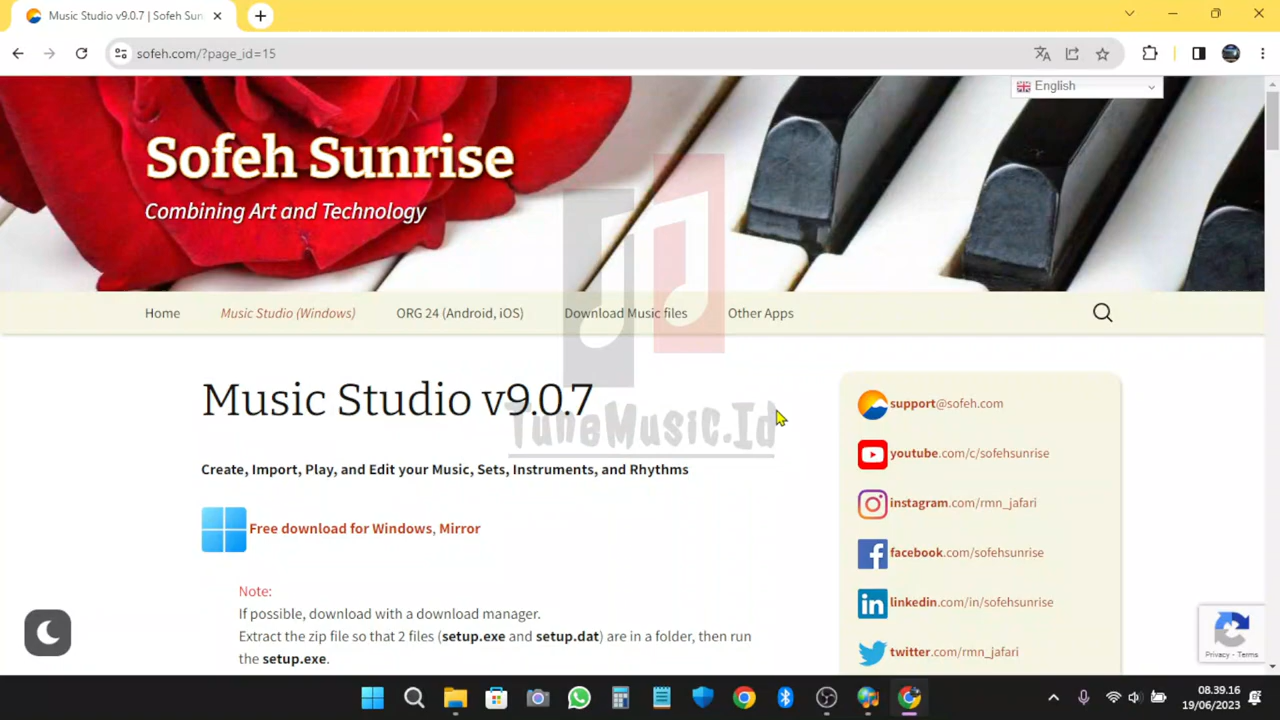 Music Studio v9.0.7 | Sofeh Sun
sofeh.com/?page_id=15
English
Sofeh Sunrise
Combining Art and Technology
Home
Music Studio (Windows)
ORG 24 (Android, iOS)
Download Music files
Other Apps
Music Studio v9.0.7
TuneMusic.Id
Create, Import, Play, and Edit your Music, Sets, Instruments, and Rhythms
Free download for Windows, Mirror
Note:
If possible, download with a download manager.
Extract the zip file so that 2 files (setup.exe and setup.dat) are in a folder, then run
the setup.exe.
support@sofeh.com
youtube.com/c/sofehsunrise
instagram.com/rmn_jafari
facebook.com/sofehsunrise
linkedin.com/in/sofehsunrise
twitter.com/rmn_jafari
Privacy - Terms
08.39.16
19/06/2023